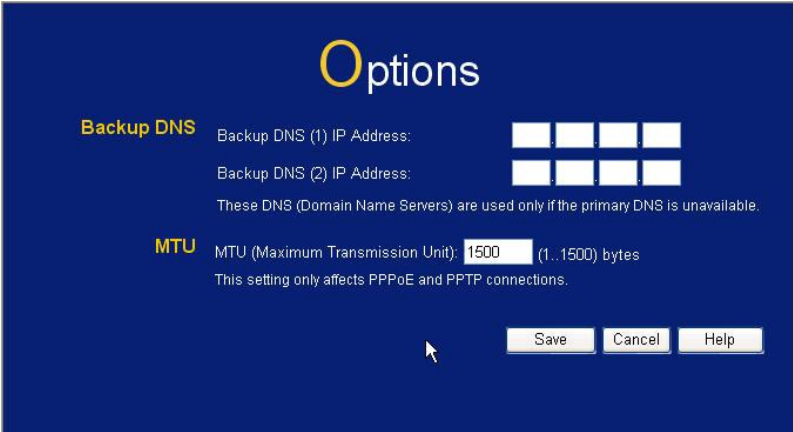 Options
Backup DNS
Backup DNS (1) IP Address:
. . .
Backup DNS (2) IP Address:
. . .
These DNS (Domain Name Servers) are used only if the primary DNS is unavailable.
MTU
MTU (Maximum Transmission Unit): 1500 (1..1500) bytes
This setting only affects PPPoE and PPTP connections.
Save Cancel Help